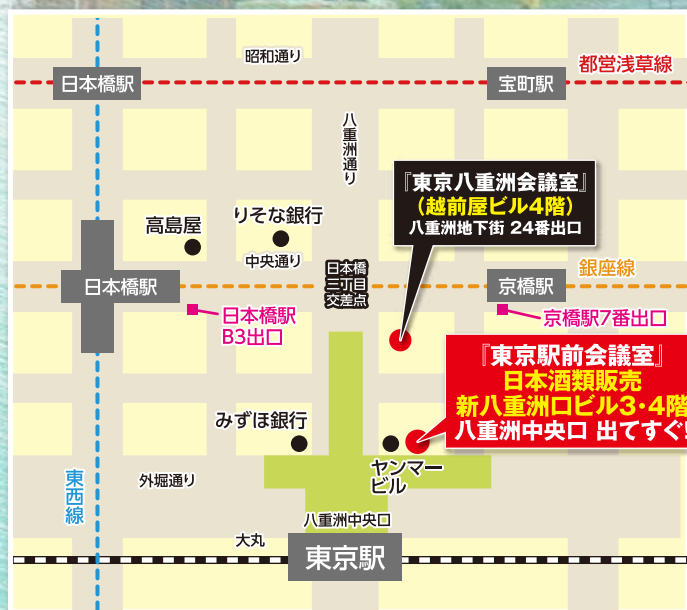 昭和通り
都営浅草線
日本橋駅
宝町駅
八重洲通り
『東京八重洲会議室』
（越前屋ビル4階）
八重洲地下街 24番出口
高島屋
りそな銀行
中央通り
日本橋
三丁目
交差点
銀座線
日本橋駅
京橋駅
日本橋駅
B3出口
京橋駅7番出口
『東京駅前会議室』
日本酒類販売
新八重洲口ビル3・4階
八重洲中央口 出てすぐ!
みずほ銀行
ヤンマー
ビル
東西線
外堀通り
八重洲中央口
大丸
東京駅